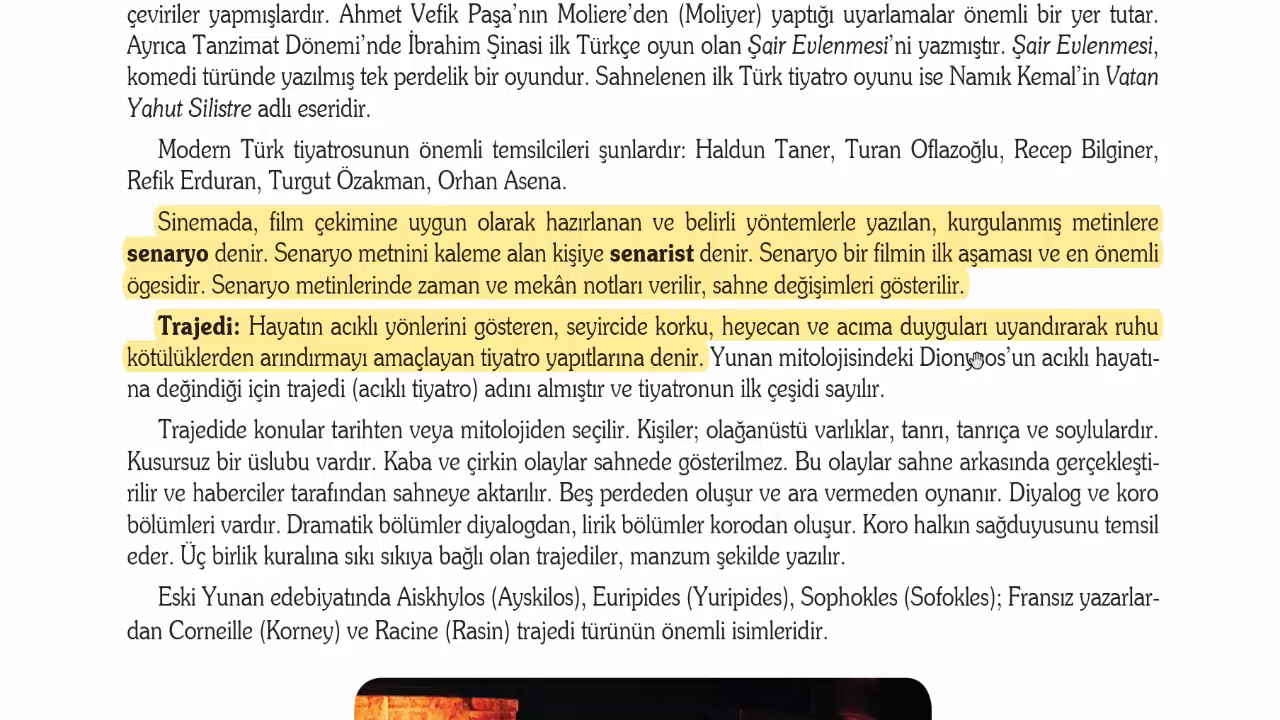 çeviriler yapmışlardır. Ahmet Vefik Paşa’nın Moliere’den (Moliyer) yaptığı uyarlamalar önemli bir yer tutar.
Ayrıca Tanzimat Dönemi’nde İbrahim Şinasi ilk Türkçe oyun olan Şair Evlenmesi’ni yazmıştır. Şair Evlenmesi,
komedi türünde yazılmış tek perdelik bir oyundur. Sahnelenen ilk Türk tiyatro oyunu ise Namık Kemal’in Vatan
Yahut Silistre adlı eseridir.
Modern Türk tiyatrosunun önemli temsilcileri şunlardır: Haldun Taner, Turan Oflazoğlu, Recep Bilginer,
Refik Erduran, Turgut Özakman, Orhan Asena.
Sinemada, film çekimine uygun olarak hazırlanan ve belirli yöntemlerle yazılan, kurgulanmış metinlere
senaryo denir. Senaryo metnini kaleme alan kişiye senarist denir. Senaryo bir filmin ilk aşaması ve en önemli
ögesidir. Senaryo metinlerinde zaman ve mekân notları verilir, sahne değişimleri gösterilir.
Trajedi: Hayatın acıklı yönlerini gösteren, seyircide korku, heyecan ve acıma duyguları uyandırarak ruhu
kötülüklerden arındırmayı amaçlayan tiyatro yapıtlarına denir. Yunan mitolojisindeki Dionysos’un acıklı hayatı-
na değindiği için trajedi (acıklı tiyatro) adını almıştır ve tiyatronun ilk çeşidi sayılır.
Trajedide konular tarihten veya mitolojiden seçilir. Kişiler; olağanüstü varlıklar, tanrı, tanrıça ve soylulardır.
Kusursuz bir üslubu vardır. Kaba ve çirkin olaylar sahnede gösterilmez. Bu olaylar sahne arkasında gerçekleşti-
rilir ve haberciler tarafından sahneye aktarılır. Beş perdeden oluşur ve ara vermeden oynanır. Diyalog ve koro
bölümleri vardır. Dramatik bölümler diyalogdan, lirik bölümler korodan oluşur. Koro halkın sağduyusunu temsil
eder. Üç birlik kuralına sıkı sıkıya bağlı olan trajediler, manzum şekilde yazılır.
Eski Yunan edebiyatında Aiskhylos (Ayskilos), Euripides (Yuripides), Sophokles (Sofokles); Fransız yazarlar-
dan Corneille (Korney) ve Racine (Rasin) trajedi türünün önemli isimleridir.